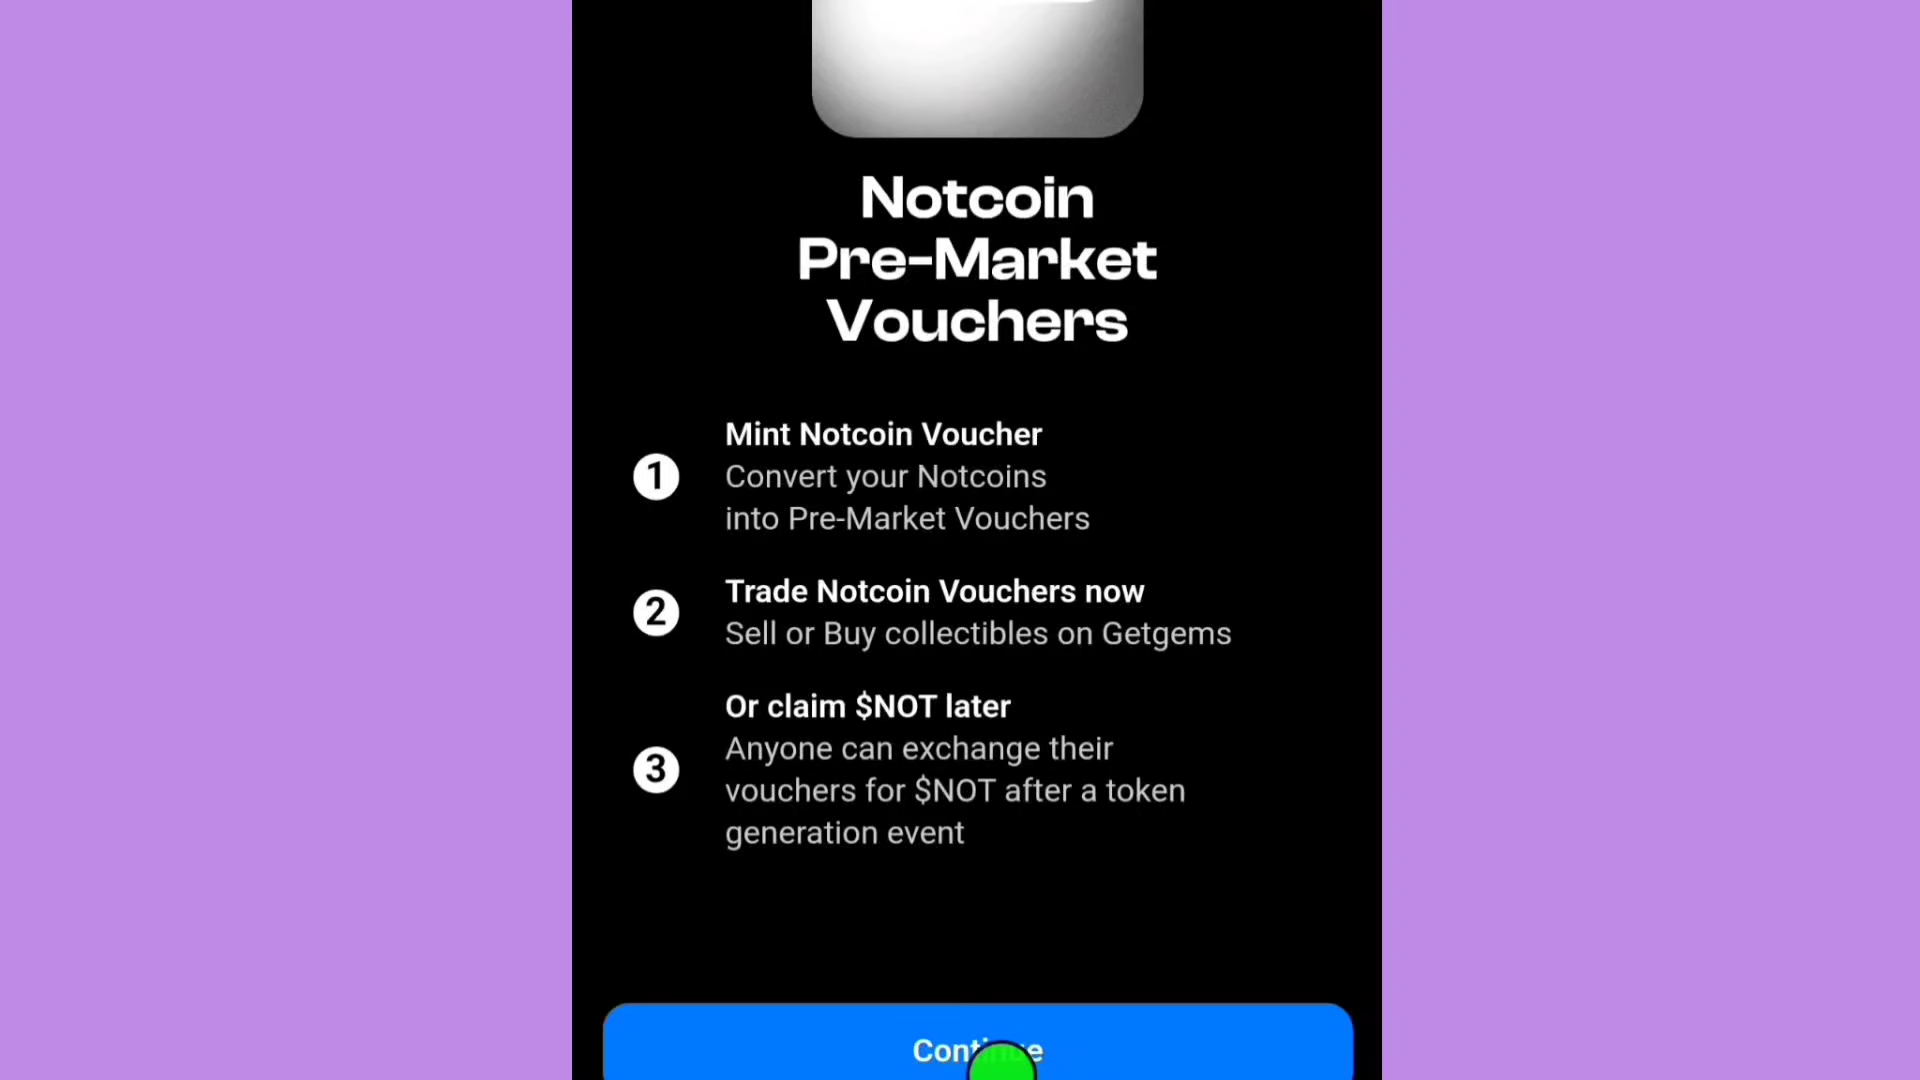 Notcoin
Pre-Market
Vouchers
1
Mint Notcoin Voucher
Convert your Notcoins
into Pre-Market Vouchers
2
Trade Notcoin Vouchers now
Sell or Buy collectibles on Getgems
3
Or claim $NOT later
Anyone can exchange their
vouchers for $NOT after a token
generation event
Continue